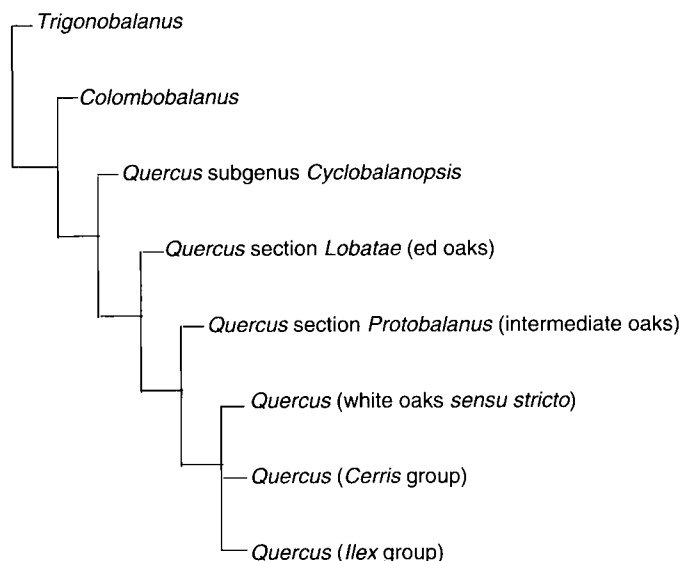 Trigonobalanus
Colombobalanus
Quercus subgenus Cyclobalanopsis
Quercus section Lobatae (ed oaks)
Quercus section Protobalanus (intermediate oaks)
Quercus (white oaks sensu stricto)
Quercus (Cerris group)
Quercus (Ilex group)